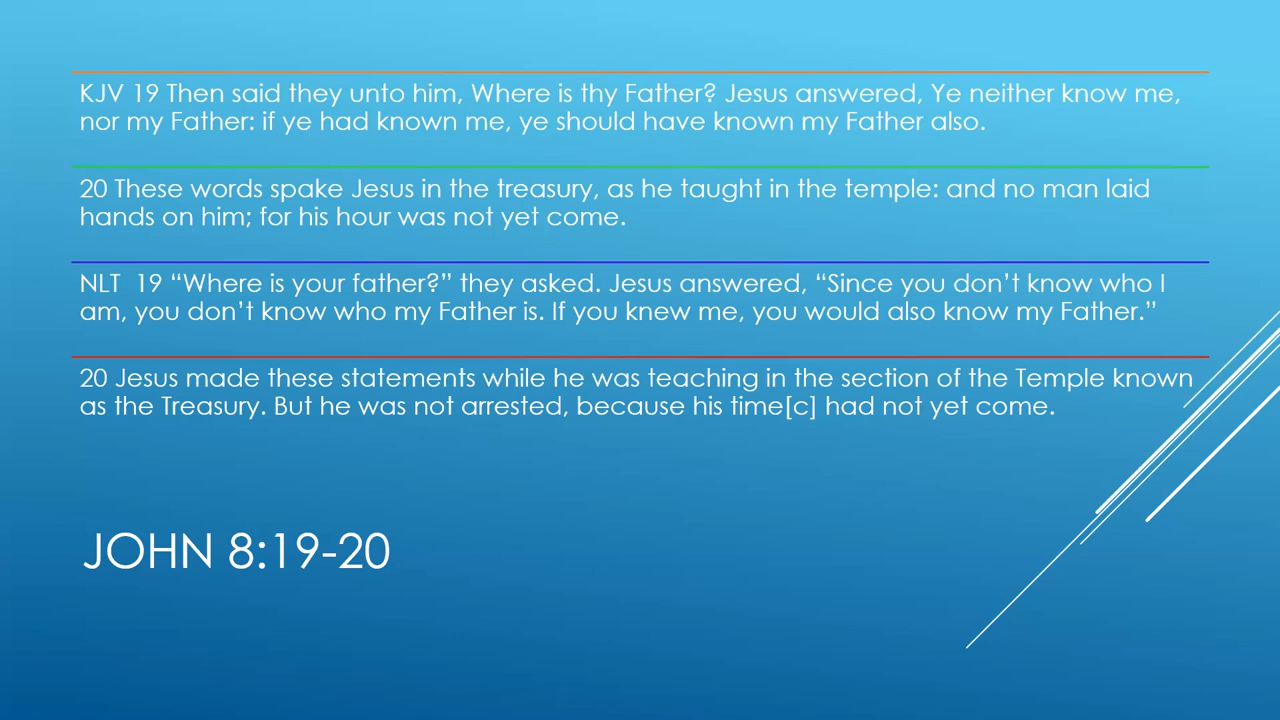 KJV 19 Then said they unto him, Where is thy Father? Jesus answered, Ye neither know me,
nor my Father: if ye had known me, ye should have known my Father also.
20 These words spake Jesus in the treasury, as he taught in the temple: and no man laid
hands on him; for his hour was not yet come.
NLT  19 “Where is your father?” they asked. Jesus answered, “Since you don’t know who I
am, you don’t know who my Father is. If you knew me, you would also know my Father.”
20 Jesus made these statements while he was teaching in the section of the Temple known
as the Treasury. But he was not arrested, because his time[c] had not yet come.
JOHN 8:19-20